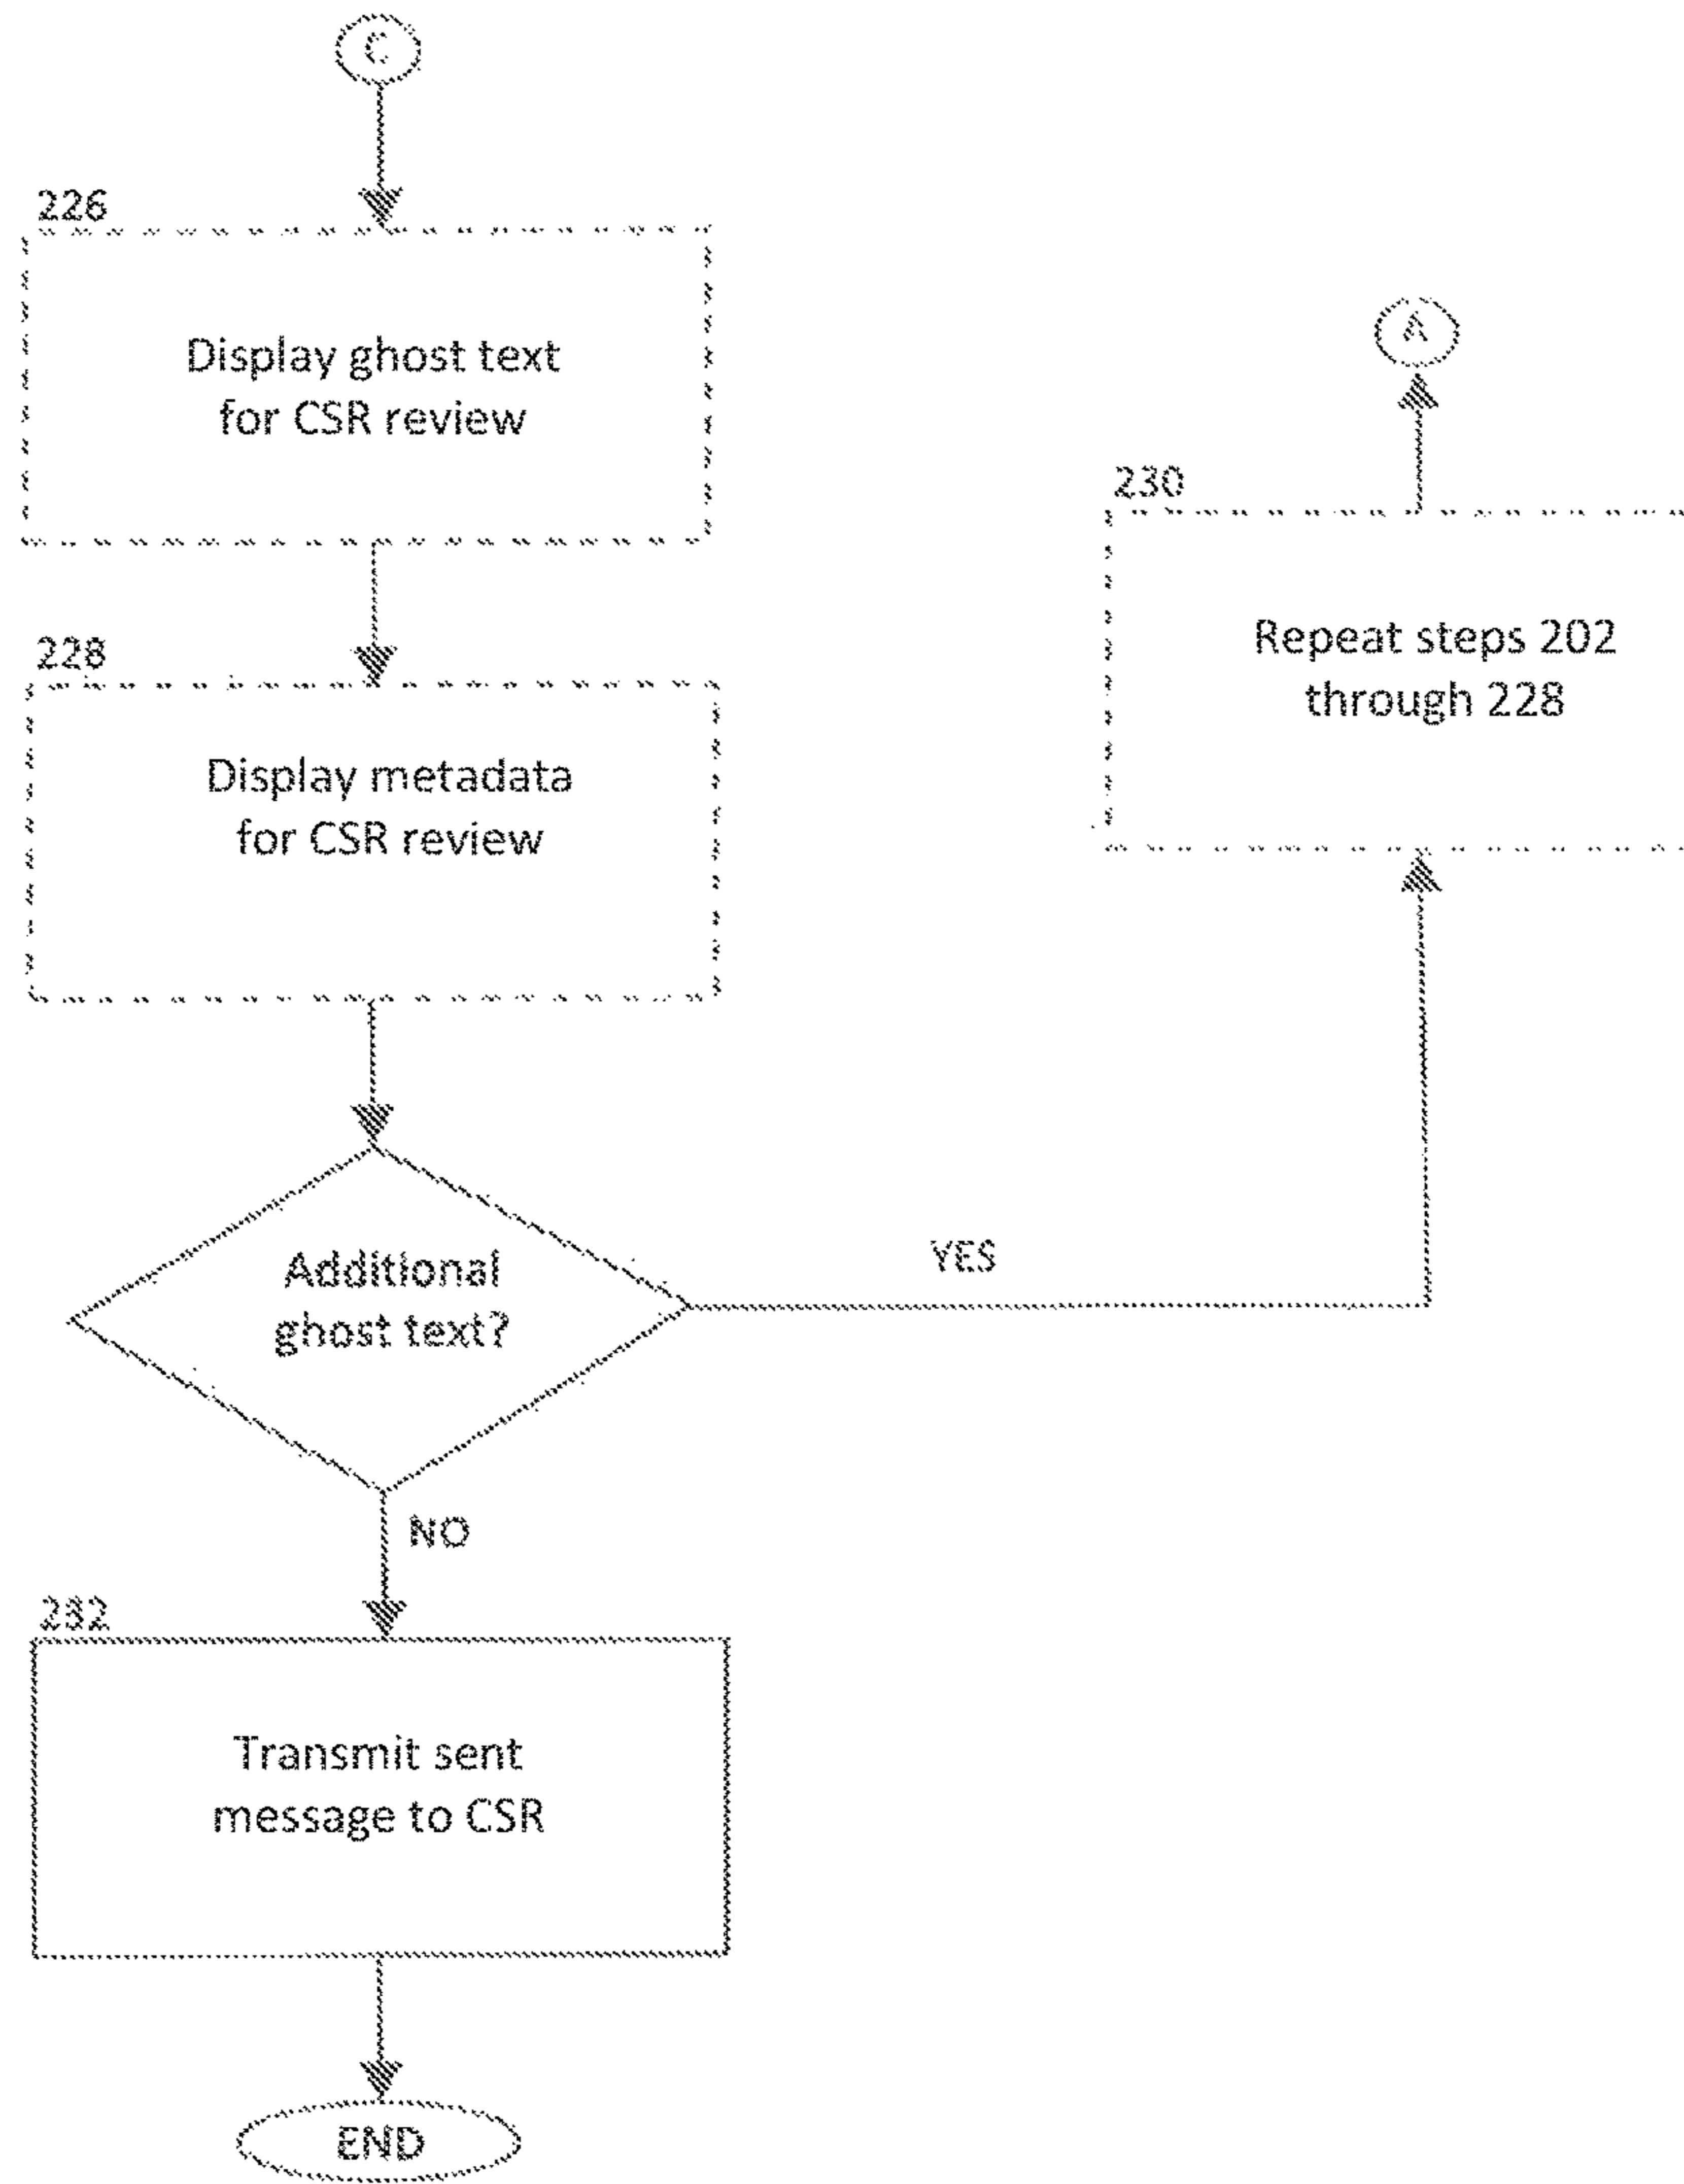 C
226
Display ghost text
for CSR review
A
230
Repeat steps 202
through 228
228
Display metadata
for CSR review
Additional
ghost text?
YES
NO
232
Transmit sent
message to CSR
END